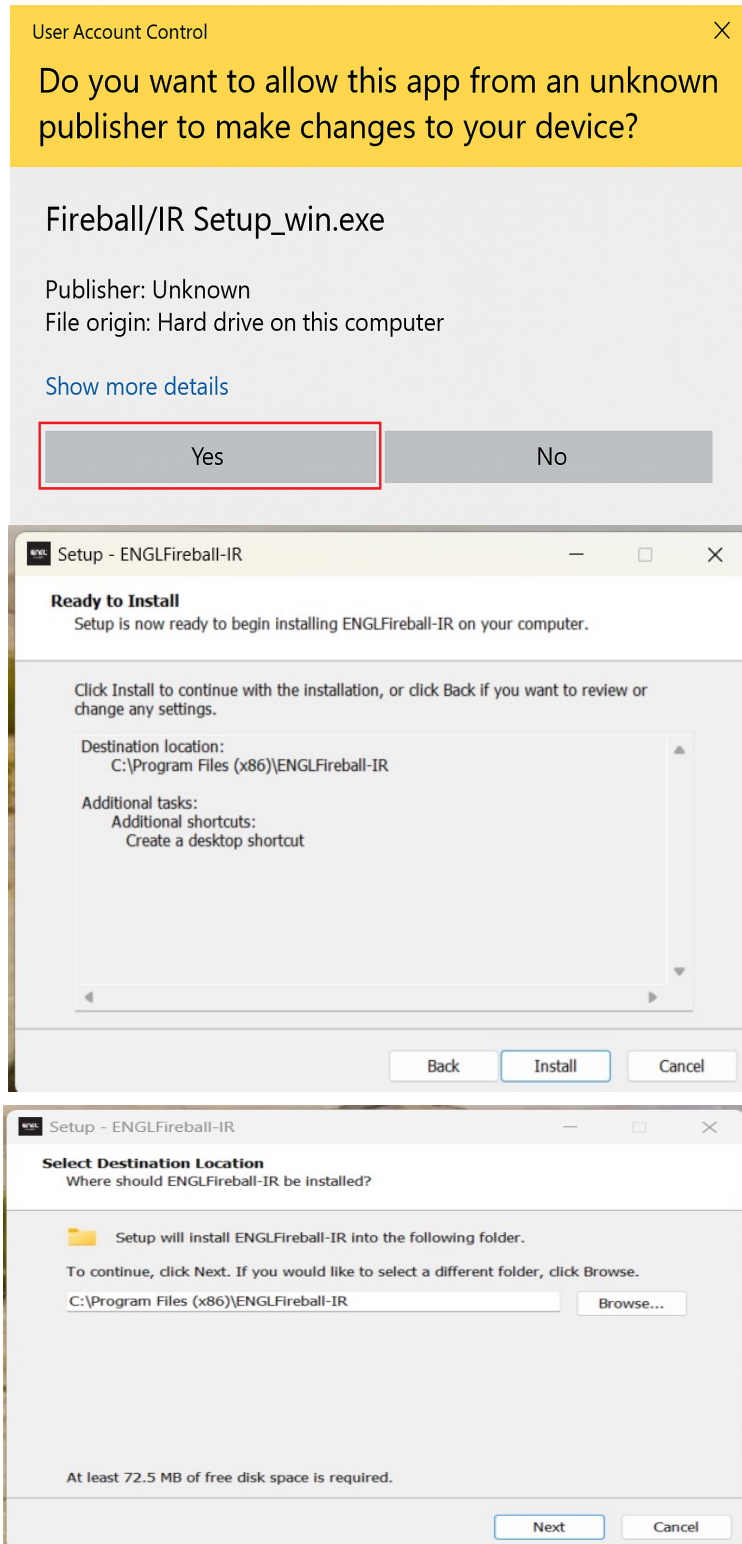 User Account Control
Do you want to allow this app from an unknown
publisher to make changes to your device?
Fireball/IR Setup_win.exe
Publisher: Unknown
File origin: Hard drive on this computer
Show more details
Yes
No
Setup - ENGLFireball-IR
Ready to Install
Setup is now ready to begin installing ENGLFireball-IR on your computer.
Click Install to continue with the installation, or click Back if you want to review or
change any settings.
Destination location:
C:\Program Files (x86)\ENGLFireball-IR
Additional tasks:
Additional shortcuts:
Create a desktop shortcut
Back
Install
Cancel
Setup - ENGLFireball-IR
Select Destination Location
Where should ENGLFireball-IR be installed?
Setup will install ENGLFireball-IR into the following folder.
To continue, click Next. If you would like to select a different folder, click Browse.
C:\Program Files (x86)\ENGLFireball-IR
Browse...
At least 72.5 MB of free disk space is required.
Next
Cancel